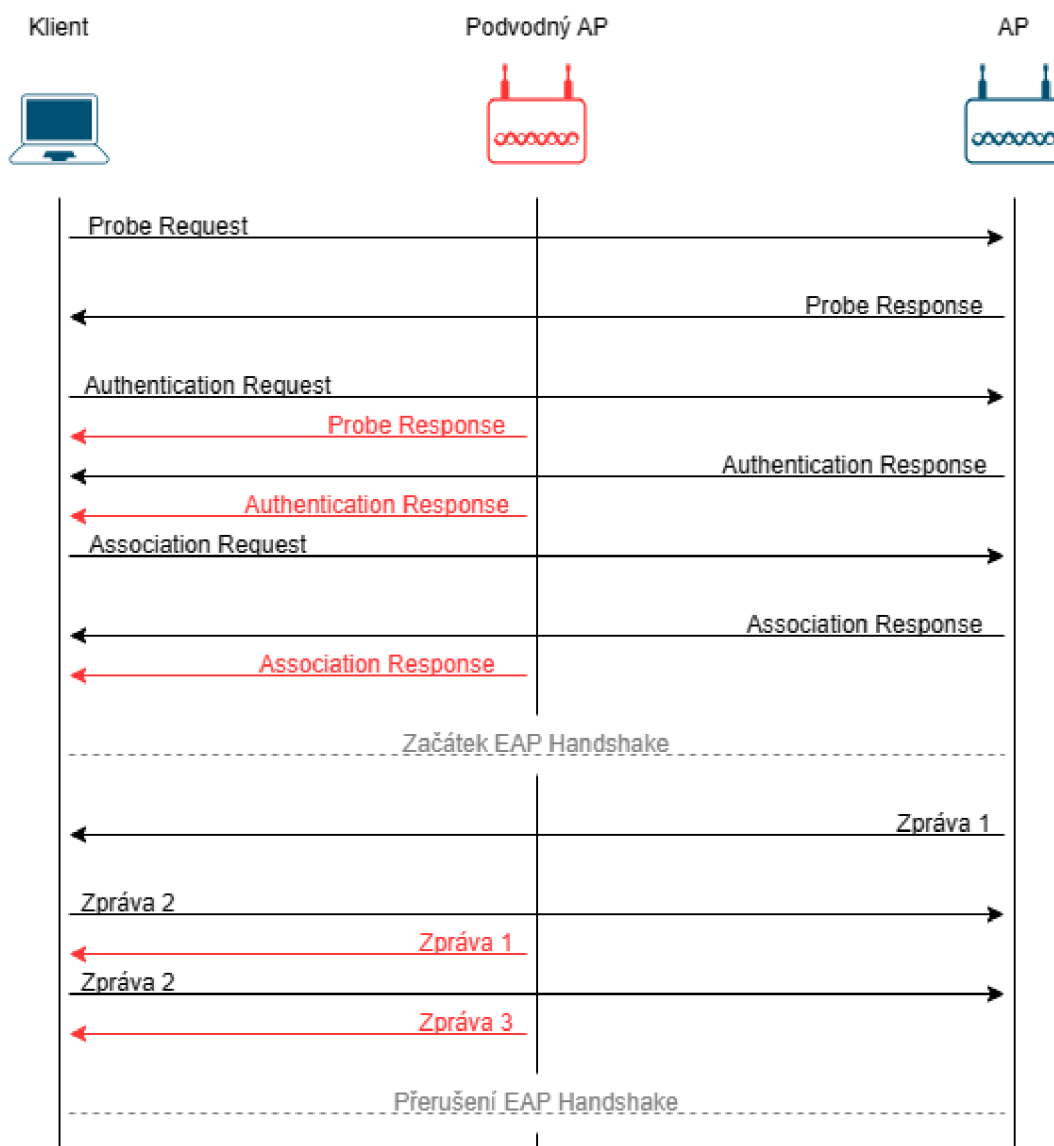 Klient
Podvodný AP
AP
Probe Request
Probe Response
Authentication Request
Probe Response
Authentication Response
Authentication Response
Association Request
Association Response
Association Response
Začátek EAP Handshake
Zpráva 1
Zpráva 2
Zpráva 1
Zpráva 2
Zpráva 3
Přerušení EAP Handshake